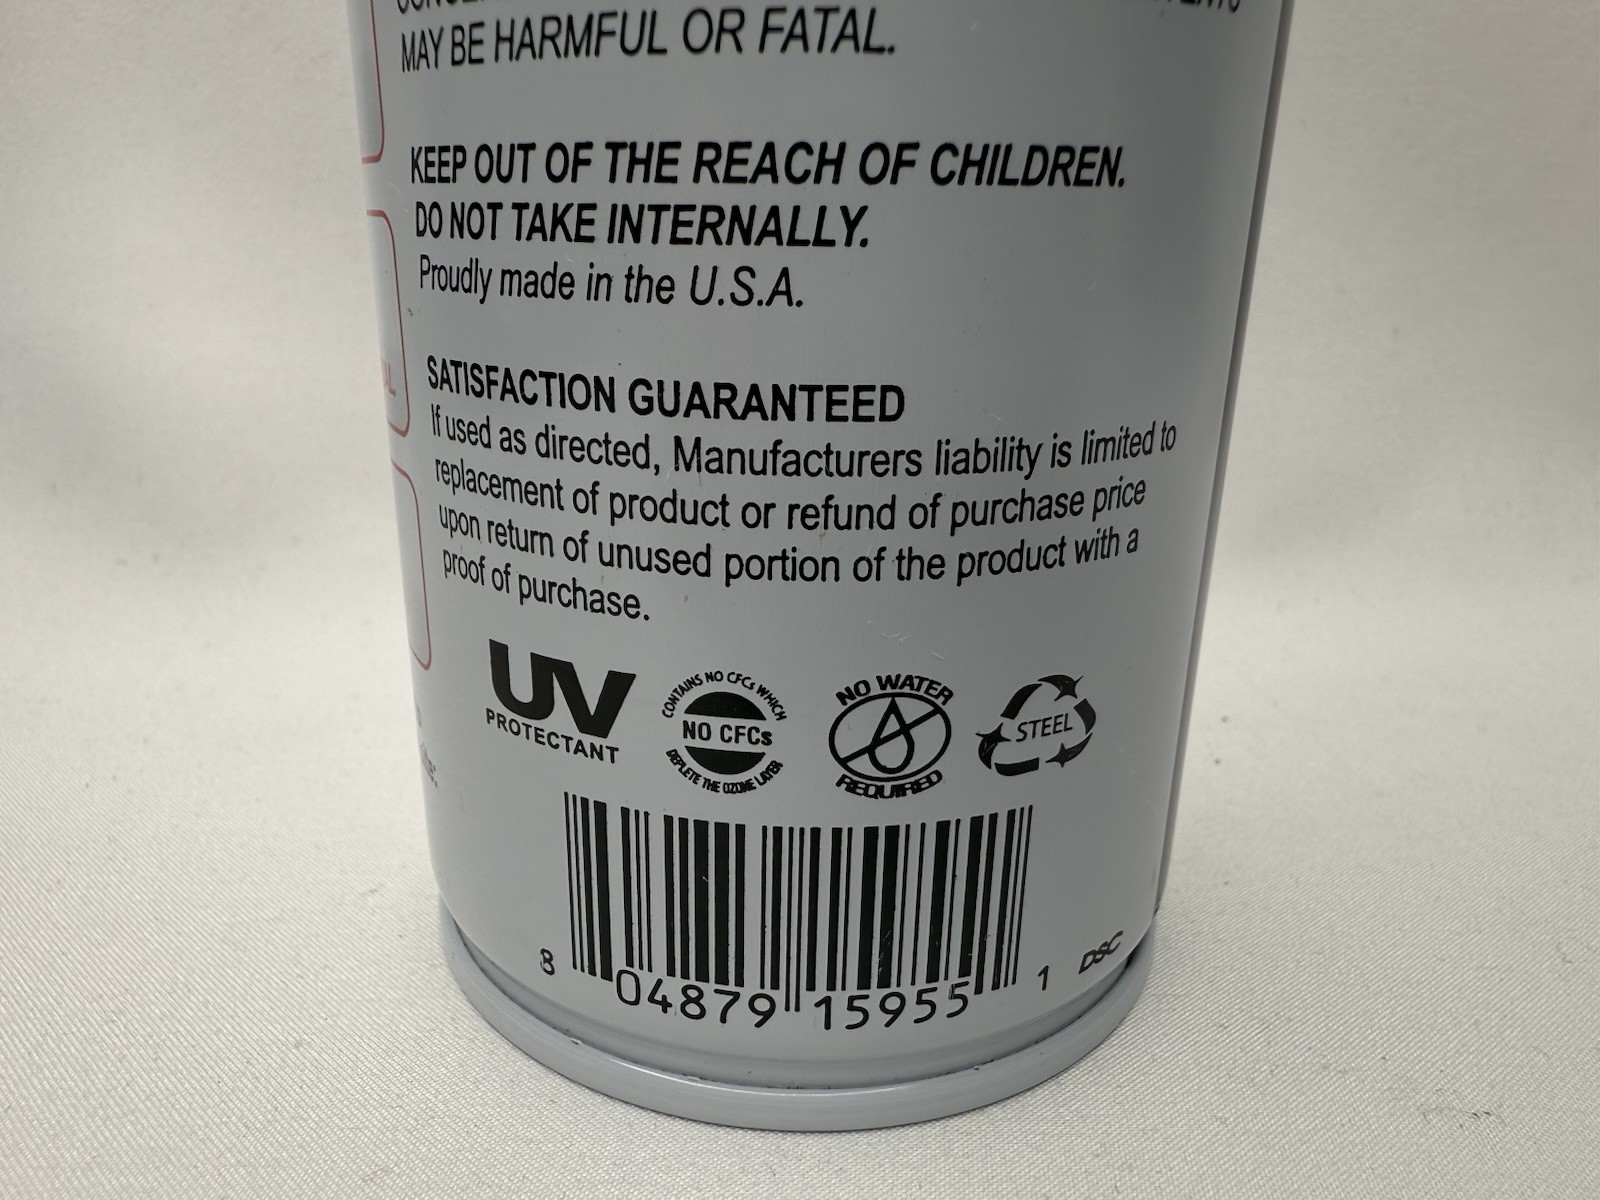 MAY BE HARMFUL OR FATAL.
KEEP OUT OF THE REACH OF CHILDREN.
DO NOT TAKE INTERNALLY.
Proudly made in the U.S.A.
SATISFACTION GUARANTEED
If used as directed, Manufacturers liability is limited to
replacement of product or refund of purchase price
upon return of unused portion of the product with a
proof of purchase.
UV
PROTECTANT
CONTAINS NO CFCs WHICH
NO CFCs
DEPLETE THE OZONE LAYER
NO WATER
REQUIRED
STEEL
8 04879 15955 1
DSC